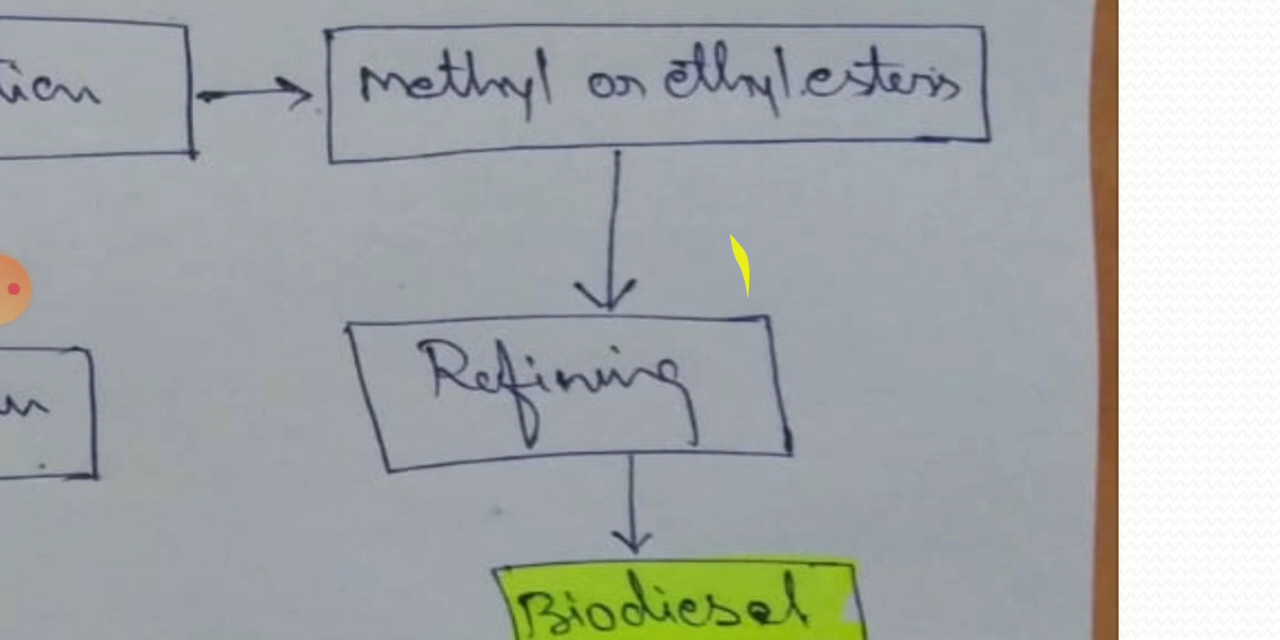 Methyl or ethyl esters
Refining
Biodiesel